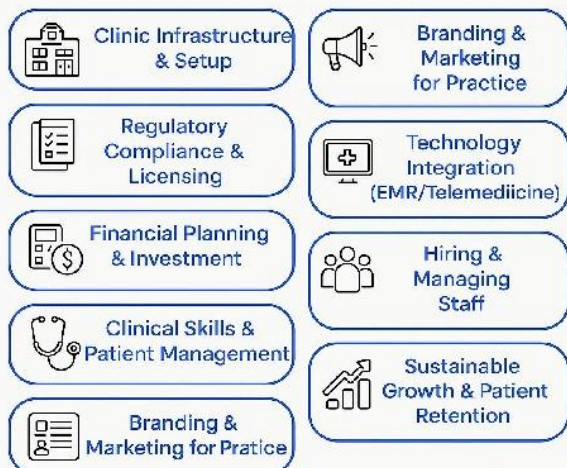 Clinic Infrastructure
& Setup
Regulatory
Compliance &
Licensing
Financial Planning
& Investment
Clinical Skills &
Patient Management
Branding &
Marketing for Pratice
Branding &
Marketing
for Practice
Technology
Integration
(EMR/Telemediicine)
Hiring &
Managing
Staff
Sustainable
Growth & Patient
Retention